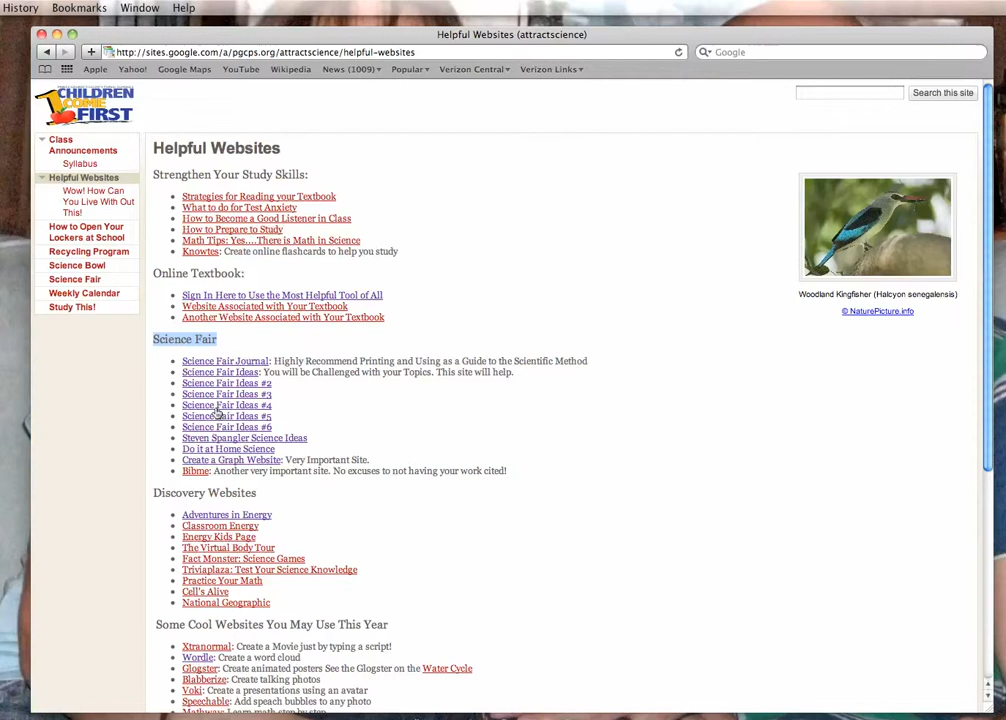 History Bookmarks Window Help
Helpful Websites (attractscience)
http://sites.google.com/a/pgcps.org/attractscience/helpful-websites
Google
Apple Yahoo! Google Maps YouTube Wikipedia News (1009) Popular Verizon Central Verizon Links
CHILDREN COME FIRST
Search this site
Class Announcements
Syllabus
Helpful Websites
Wow! How Can
You Live With Out
This!
How to Open Your
Lockers at School
Recycling Program
Science Bowl
Science Fair
Weekly Calendar
Study This!
Helpful Websites
Strengthen Your Study Skills:
Strategies for Reading your Textbook
What to do for Test Anxiety
How to Become a Good Listener in Class
How to Prepare to Study
Math Tips: Yes....There is Math in Science
Knowtes: Create online flashcards to help you study
Online Textbook:
Sign In Here to Use the Most Helpful Tool of All
Website Associated with Your Textbook
Another Website Associated with Your Textbook
Science Fair
Science Fair Journal: Highly Recommend Printing and Using as a Guide to the Scientific Method
Science Fair Ideas: You will be Challenged with your Topics. This site will help.
Science Fair Ideas #2
Science Fair Ideas #3
Science Fair Ideas #4
Science Fair Ideas #5
Science Fair Ideas #6
Steven Spangler Science Ideas
Do it at Home Science
Create a Graph Website: Very Important Site.
Bibme: Another very important site. No excuses to not having your work cited!
Discovery Websites
Adventures in Energy
Classroom Energy
Energy Kids Page
The Virtual Body Tour
Fact Monster: Science Games
Triviaplaza: Test Your Science Knowledge
Practice Your Math
Cell's Alive
National Geographic
Some Cool Websites You May Use This Year
Xtranormal: Create a Movie just by typing a script!
Wordle: Create a word cloud
Glogster: Create animated posters See the Glogster on the Water Cycle
Blabberize: Create talking photos
Voki: Create a presentations using an avatar
Speechable: Add speach bubbles to any photo
Mathway: Learn math step by step
Woodland Kingfisher (Halcyon senegalensis)
© NaturePicture.info